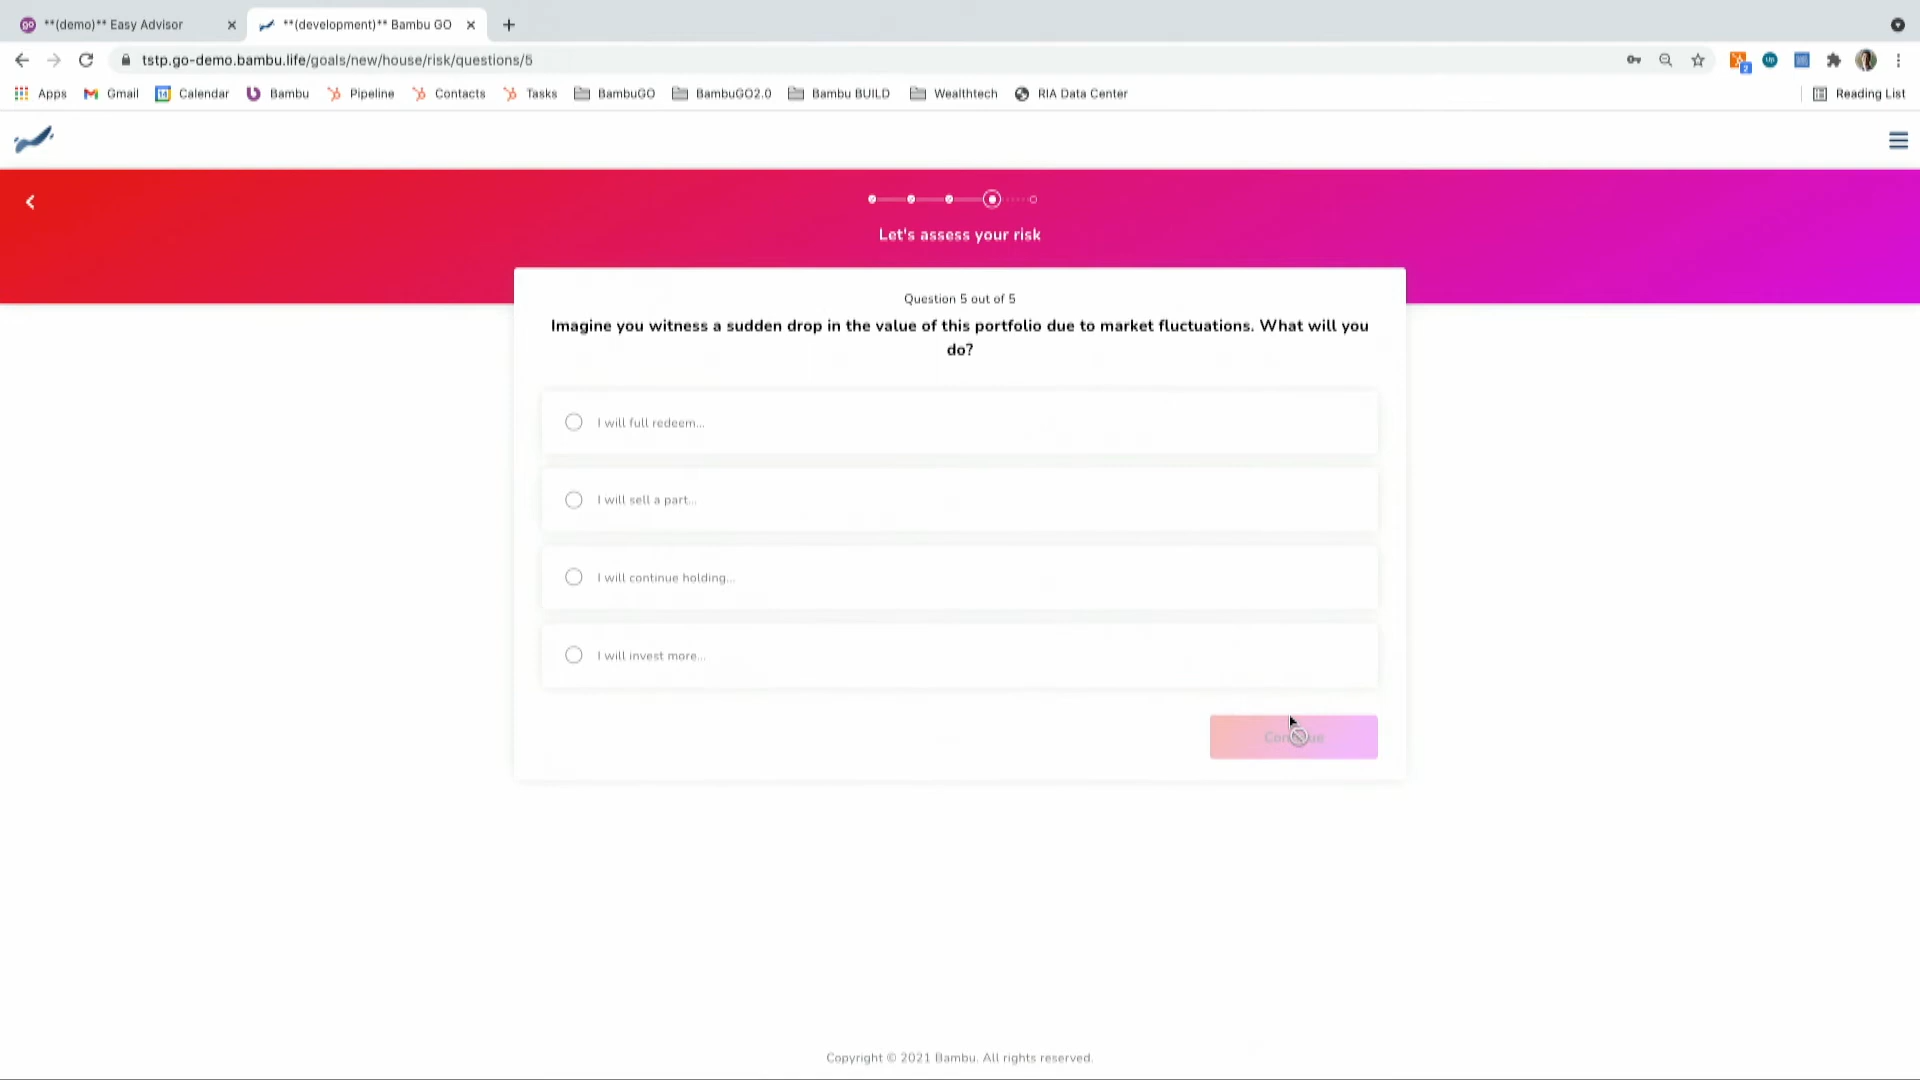 **(demo)** Easy Advisor
**(development)** Bambu GO
tstp.go-demo.bambu.life/goals/new/house/risk/questions/5
Apps Gmail Calendar Bambu Pipeline Contacts Tasks BambuGO BambuGO2.0 Bambu BUILD Wealthtech RIA Data Center Reading List
Let's assess your risk
Question 5 out of 5
Imagine you witness a sudden drop in the value of this portfolio due to market fluctuations. What will you
do?
I will full redeem...
I will sell a part...
I will continue holding...
I will invest more...
Continue
Copyright © 2021 Bambu. All rights reserved.